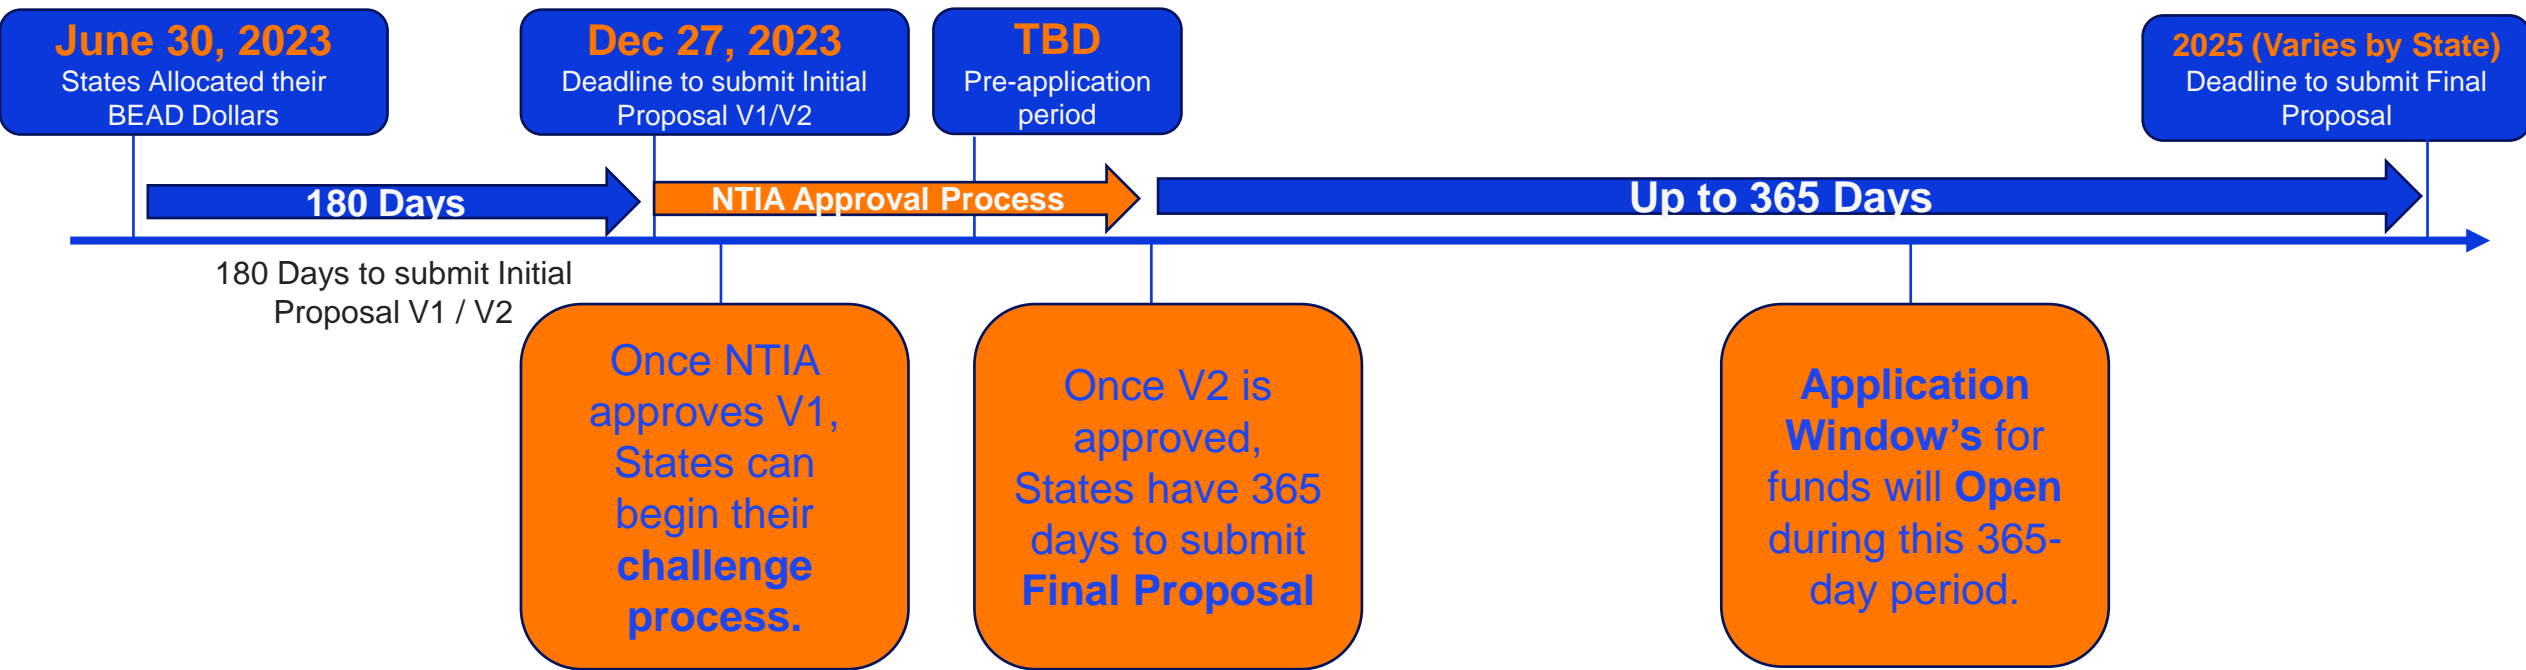 June 30, 2023
States Allocated their
BEAD Dollars
Dec 27, 2023
Deadline to submit Initial
Proposal V1/V2
TBD
Pre-application
period
2025 (Varies by State)
Deadline to submit Final
Proposal
180 Days
NTIA Approval Process
Up to 365 Days
180 Days to submit Initial
Proposal V1 / V2
Once NTIA
approves V1,
States can
begin their
challenge
process.
Once V2 is
approved,
States have 365
days to submit
Final Proposal
Application
Window’s for
funds will Open
during this 365-
day period.